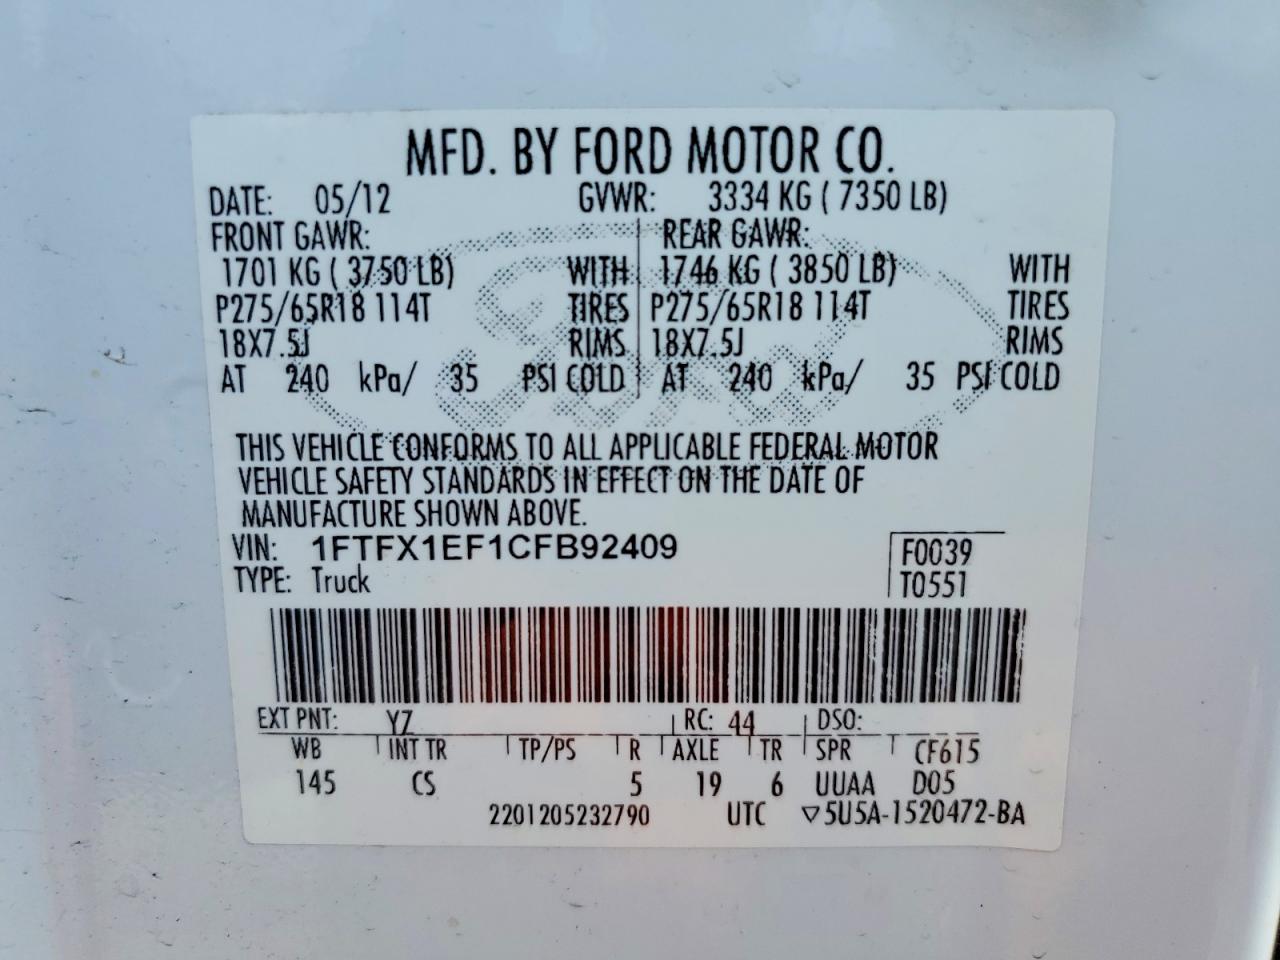 MFD. BY FORD MOTOR CO.
DATE: 05/12 GVWR: 3334 KG ( 7350 LB)
FRONT GAWR: REAR GAWR:
1701 KG ( 3750 LB) WITH 1746 KG ( 3850 LB) WITH
P275/65R18 114T TIRES P275/65R18 114T TIRES
18X7.5J RIMS 18X7.5J RIMS
AT 240 kPa/ 35 PSI COLD AT 240 kPa/ 35 PSI COLD
THIS VEHICLE CONFORMS TO ALL APPLICABLE FEDERAL MOTOR
VEHICLE SAFETY STANDARDS IN EFFECT ON THE DATE OF
MANUFACTURE SHOWN ABOVE.
VIN: 1FTFX1EF1CFB92409 F0039
TYPE: Truck T0551
EXT PNT: YZ RC: 44 DSO:
WB INT TR TP/PS R AXLE TR SPR CF615
145 CS 5 19 6 UUAA D05
2201205232790 UTC ▽5U5A-1520472-BA
Ford